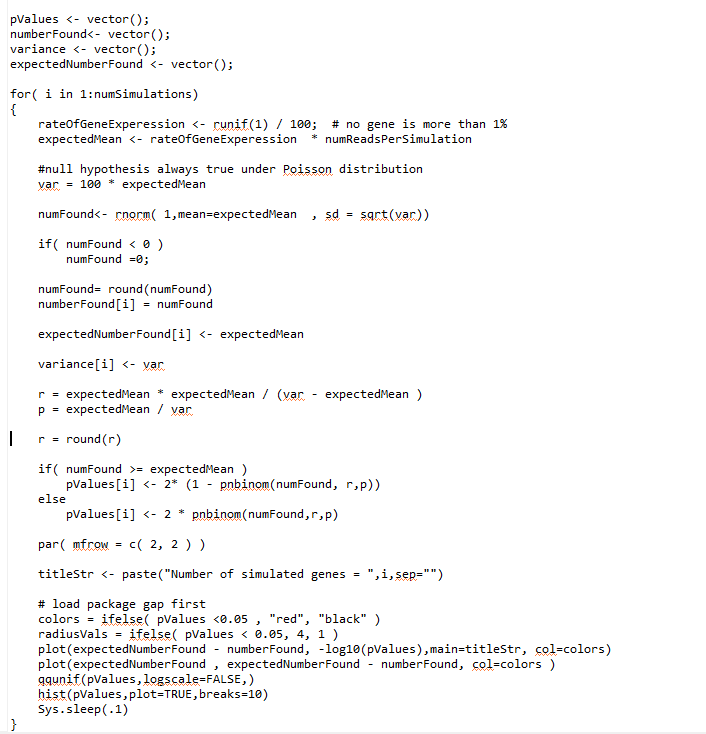 pValues <- vector();
numberFound<- vector();
variance <- vector();
expectedNumberFound <- vector();
for( i in 1:numSimulations)
{
rateOfGeneExperession <- runif(1) / 100;  # no gene is more than 1%
expectedMean <- rateOfGeneExperession  * numReadsPerSimulation
#null hypothesis always true under Poisson distribution
var = 100 * expectedMean
numFound<- rnorm( 1,mean=expectedMean  , sd = sqrt(var))
if( numFound < 0 )
numFound =0;
numFound= round(numFound)
numberFound[i] = numFound
expectedNumberFound[i] <- expectedMean
variance[i] <- var
r = expectedMean * expectedMean / (var - expectedMean )
p = expectedMean / var
r = round(r)
if( numFound >= expectedMean )
pValues[i] <- 2* (1 - pnbinom(numFound, r,p))
else
pValues[i] <- 2 * pnbinom(numFound,r,p)
par( mfrow = c( 2, 2 ) )
titleStr <- paste("Number of simulated genes = ",i,sep="")
# load package gap first
colors = ifelse( pValues <0.05 , "red", "black" )
radiusVals = ifelse( pValues < 0.05, 4, 1 )
plot(expectedNumberFound - numberFound, -log10(pValues),main=titleStr, col=colors)
plot(expectedNumberFound , expectedNumberFound - numberFound, col=colors )
qqunif(pValues,logscale=FALSE,)
hist(pValues,plot=TRUE,breaks=10)
Sys.sleep(.1)
}